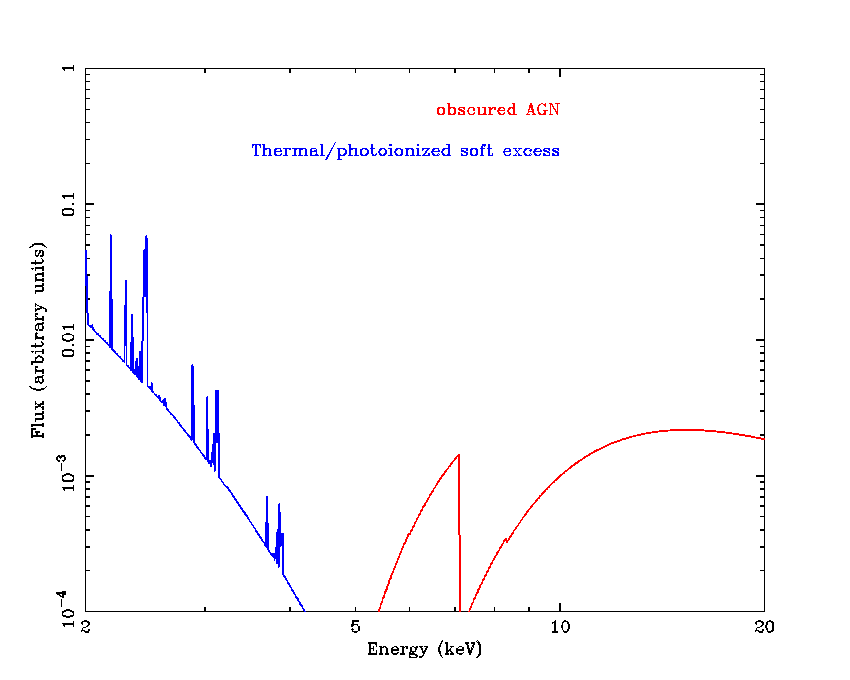 1
obscured AGN
Thermal/photoionized soft excess
0.1
0.01
10⁻³
10⁻⁴
Flux (arbitrary units)
2
5
10
20
Energy (keV)